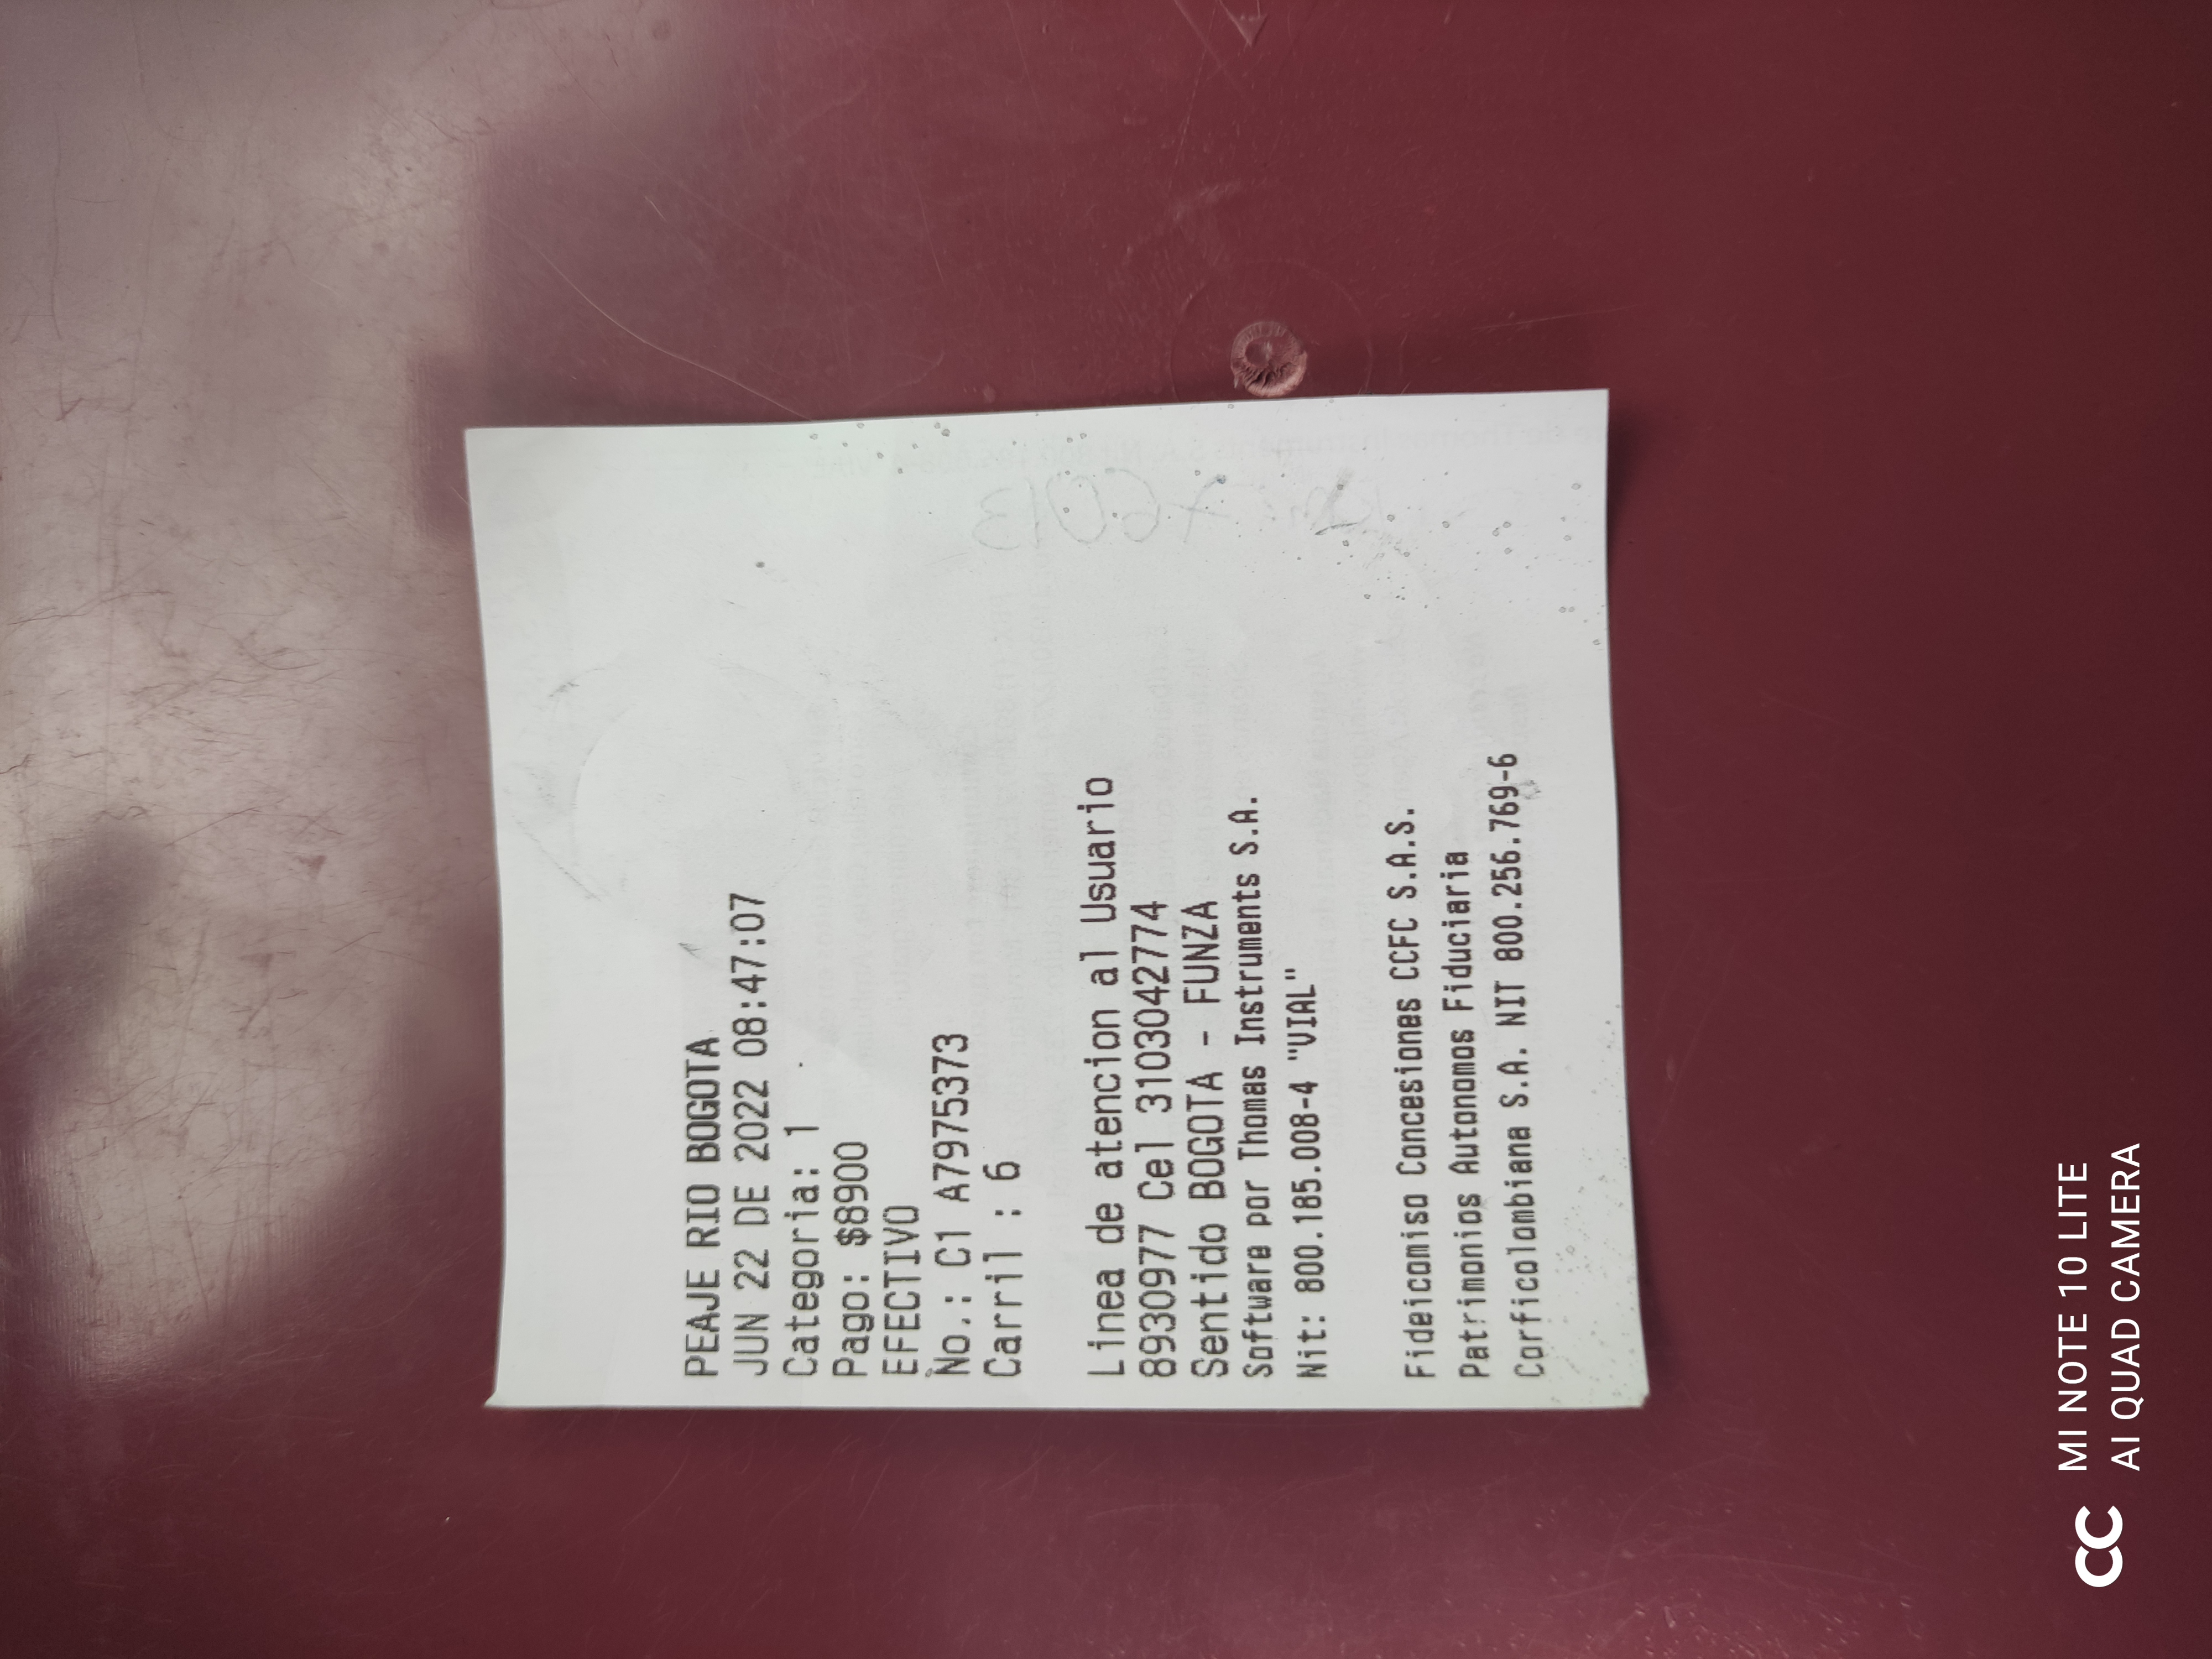 PEAJE RIO BOGOTA
JUN 22 DE 2022 08:47:07
Categoria: 1
Pago: $8900
EFECTIVO
No.: C1 A7975373
Carril : 6
Linea de atencion al Usuario
8930977 Cel 3103042774
Sentido BOGOTA - FUNZA
Software por Thomas Instruments S.A.
Nit: 800.185.008-4 "VIAL"
Fideicomiso Concesiones CCFC S.A.S.
Patrimonios Autonomos Fiduciaria
Corficolombiana S.A. NIT 800.256.769-6
MI NOTE 10 LITE
AI QUAD CAMERA